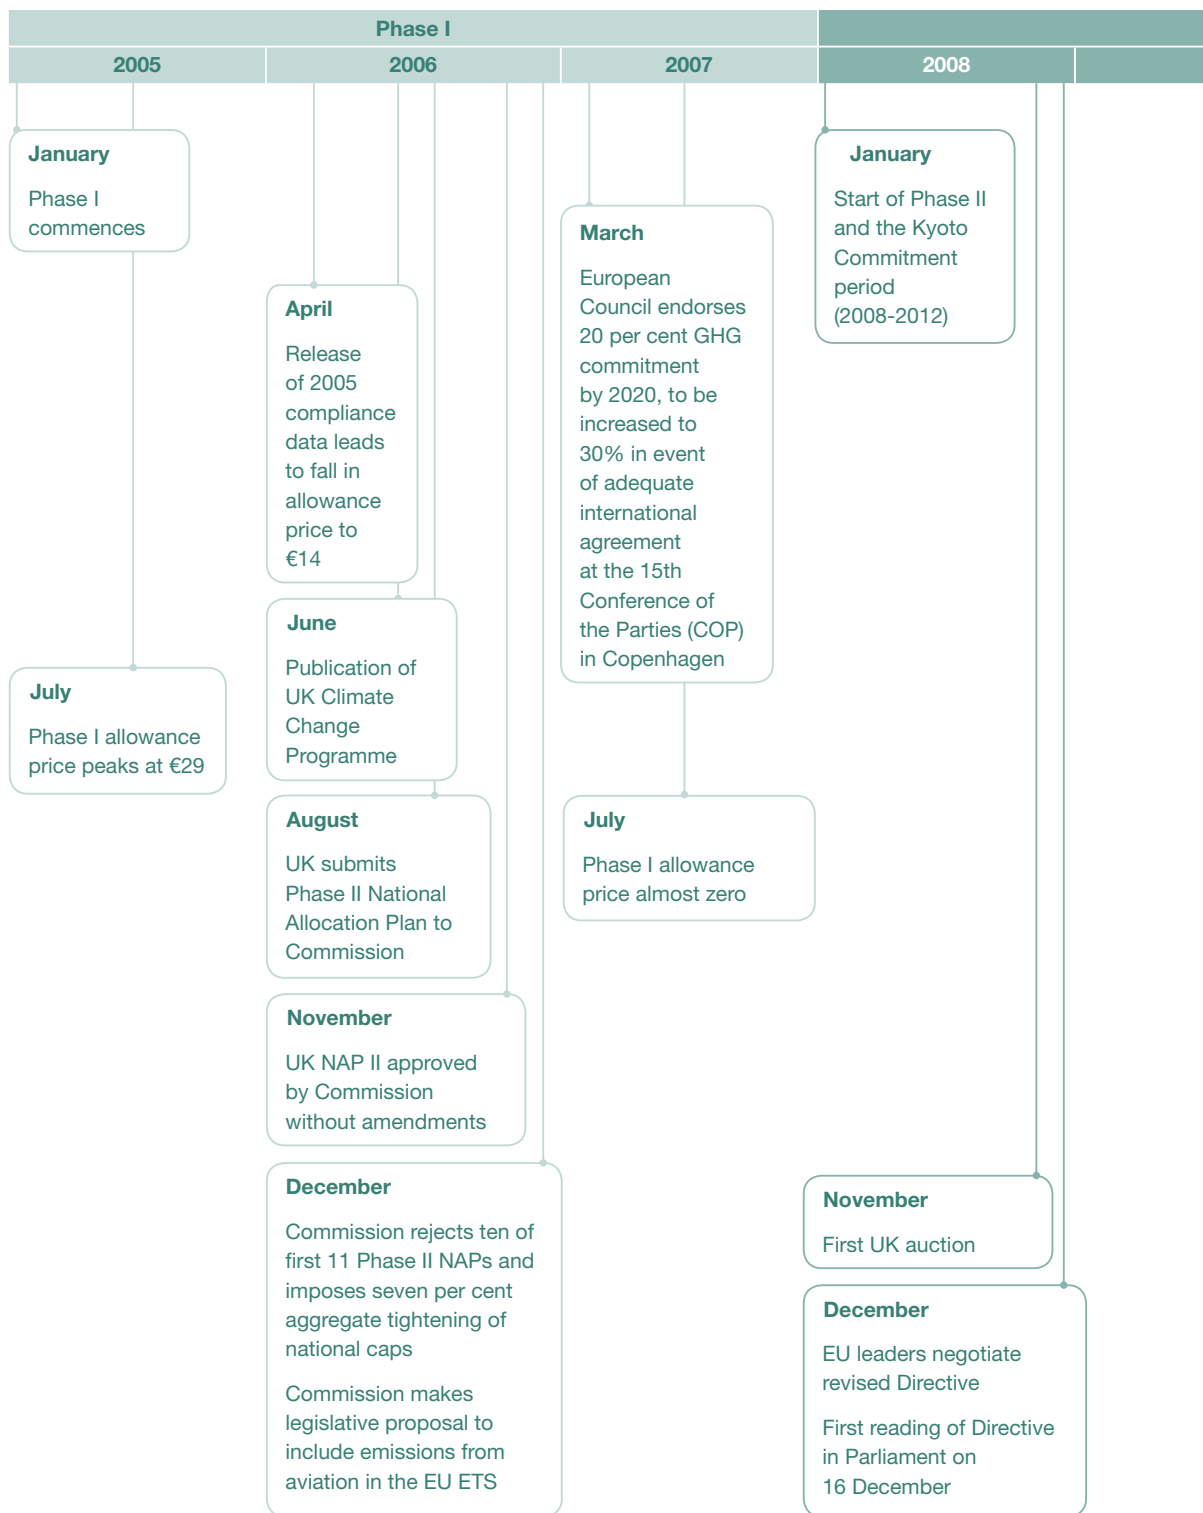 Phase I
2005
2006
2007
2008
January
Phase I
commences
July
Phase I allowance
price peaks at €29
April
Release
of 2005
compliance
data leads
to fall in
allowance
price to
€14
June
Publication of
UK Climate
Change
Programme
August
UK submits
Phase II National
Allocation Plan to
Commission
November
UK NAP II approved
by Commission
without amendments
December
Commission rejects ten of
first 11 Phase II NAPs and
imposes seven per cent
aggregate tightening of
national caps
Commission makes
legislative proposal to
include emissions from
aviation in the EU ETS
March
European
Council endorses
20 per cent GHG
commitment
by 2020, to be
increased to
30% in event
of adequate
international
agreement
at the 15th
Conference of
the Parties (COP)
in Copenhagen
July
Phase I allowance
price almost zero
January
Start of Phase II
and the Kyoto
Commitment
period
(2008-2012)
November
First UK auction
December
EU leaders negotiate
revised Directive
First reading of Directive
in Parliament on
16 December